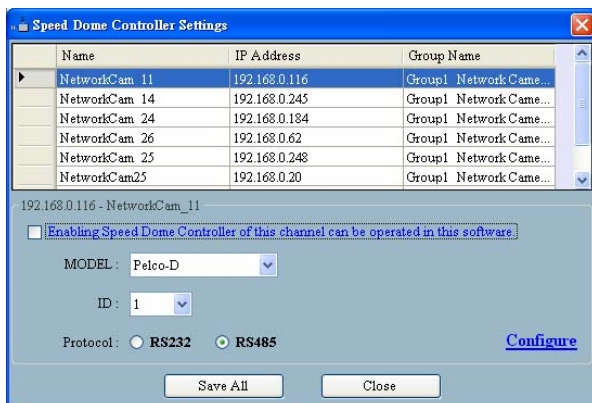 Speed Dome Controller Settings
Name IP Address Group Name
NetworkCam 11 192.168.0.116 Group1 Network Came...
NetworkCam 14 192.168.0.245 Group1 Network Came...
NetworkCam 24 192.168.0.184 Group1 Network Came...
NetworkCam 26 192.168.0.62 Group1 Network Came...
NetworkCam 25 192.168.0.248 Group1 Network Came...
NetworkCam25 192.168.0.20 Group1 Network Came...
192.168.0.116 - NetworkCam_11
Enabling Speed Dome Controller of this channel can be operated in this software.
MODEL : Pelco-D
ID : 1
Protocol : RS232 RS485
Configure
Save All Close